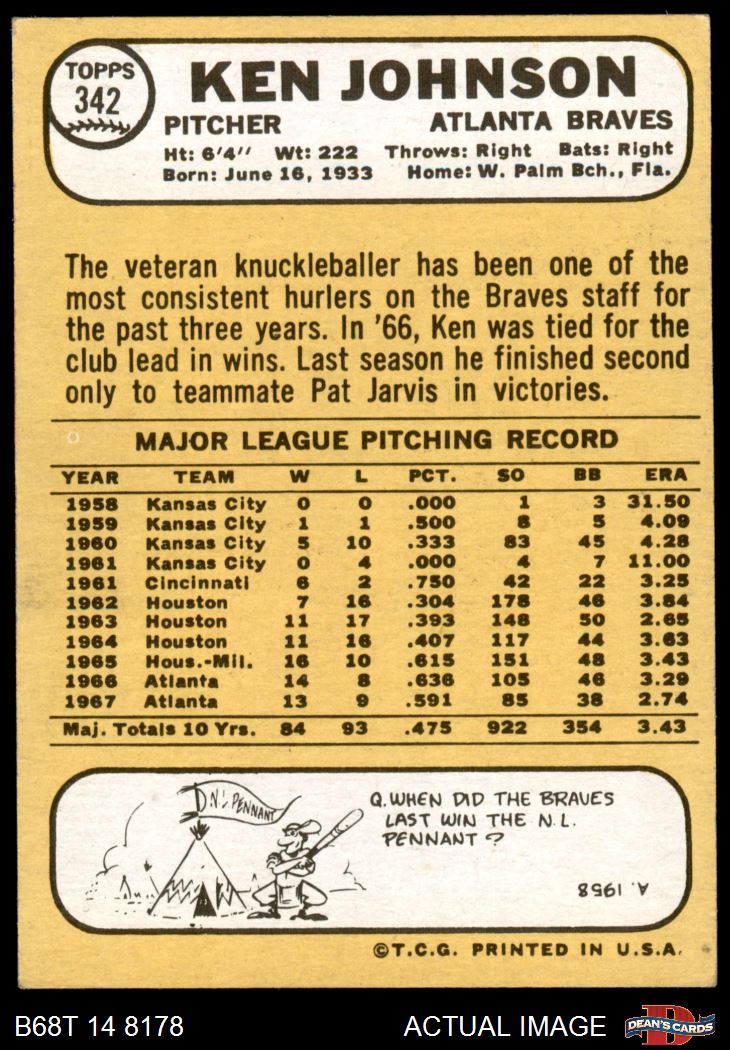 TOPPS
342
KEN JOHNSON
PITCHER ATLANTA BRAVES
Ht: 6'4'' Wt: 222 Throws: Right Bats: Right
Born: June 16, 1933 Home: W. Palm Bch., Fla.
The veteran knuckleballer has been one of the
most consistent hurlers on the Braves staff for
the past three years. In '66, Ken was tied for the
club lead in wins. Last season he finished second
only to teammate Pat Jarvis in victories.
MAJOR LEAGUE PITCHING RECORD
YEAR TEAM W L PCT. SO BB ERA
1958 Kansas City 0 0 .000 1 3 31.50
1959 Kansas City 1 1 .500 8 5 4.09
1960 Kansas City 5 10 .333 83 45 4.28
1961 Kansas City 0 4 .000 4 7 11.00
1961 Cincinnati 6 2 .750 42 22 3.25
1962 Houston 7 16 .304 178 46 3.84
1963 Houston 11 17 .393 148 50 2.65
1964 Houston 11 16 .407 117 44 3.63
1965 Hous.-Mil. 16 10 .615 151 48 3.43
1966 Atlanta 14 8 .636 105 46 3.29
1967 Atlanta 13 9 .591 85 38 2.74
Maj. Totals 10 Yrs. 84 93 .475 922 354 3.43
N.L. PENNANT
Q. WHEN DID THE BRAVES
LAST WIN THE N.L.
PENNANT?
A. 1958
©T.C.G. PRINTED IN U.S.A.
B68T 14 8178 ACTUAL IMAGE
D
DEAN'S CARDS